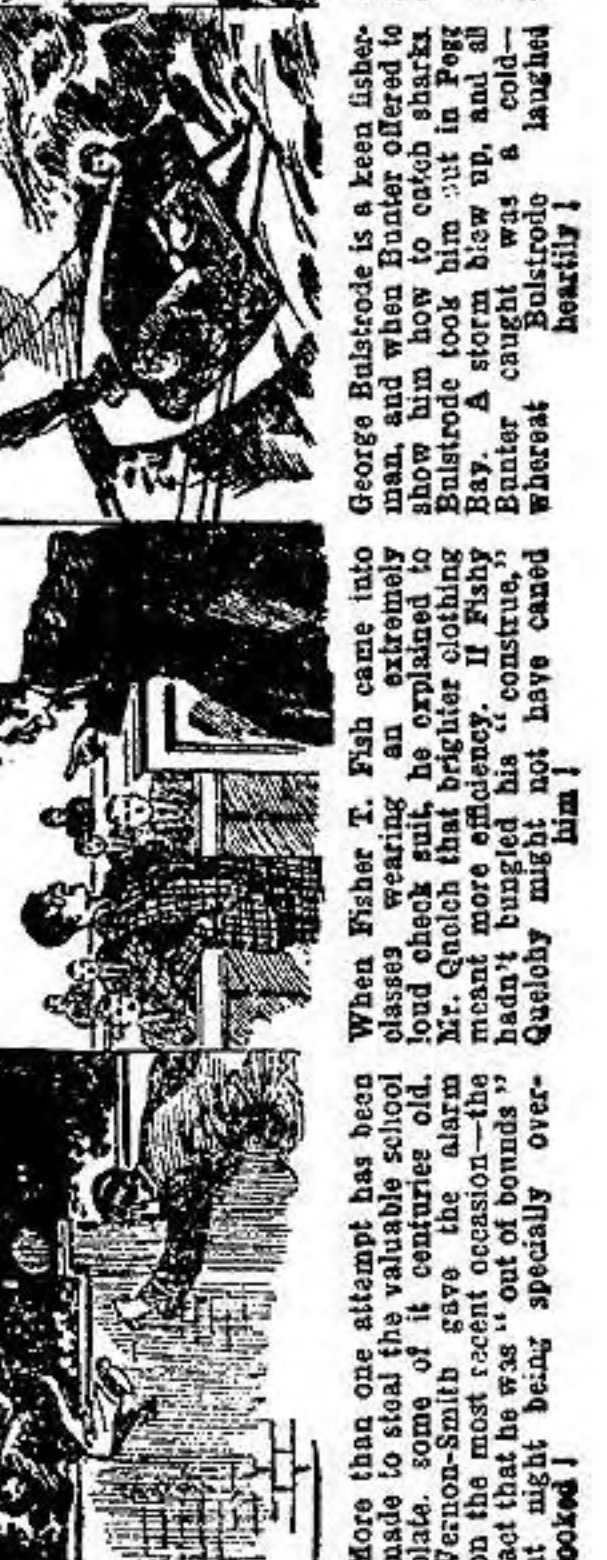 More than one attempt has been
made to steal the valuable school
plate, some of it centuries old.
Vernon-Smith gave the alarm
on the most recent occasion—the
act that he was "out of bounds"
t night being specially over-
ooked!
When Fisher T. Fish came into
classes wearing an extremely
loud check suit, he explained to
Mr. Quelch that brighter clothing
meant more efficiency. If Fishy
hadn't bungled his "construe,"
Quelchy might not have caned
him!
George Bulstrode is a keen fisher-
man, and when Bunter offered to
show him how to catch sharks
Bulstrode took him out in Pegg
Bay. A storm blew up, and all
Bunter caught was a cold—
whereat Bulstrode laughed
heartily!